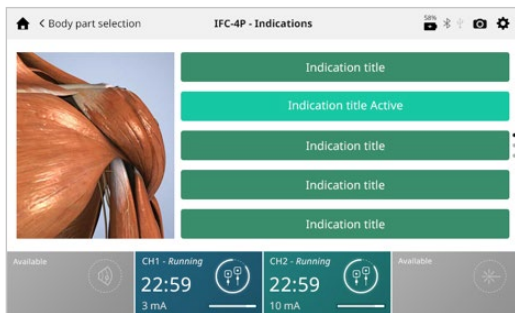 < Body part selection
IFC-4P - Indications
58%
Indication title
Indication title Active
Indication title
Indication title
Indication title
Available
CH1 - Running
22:59
3 mA
CH2 - Running
22:59
10 mA
Available